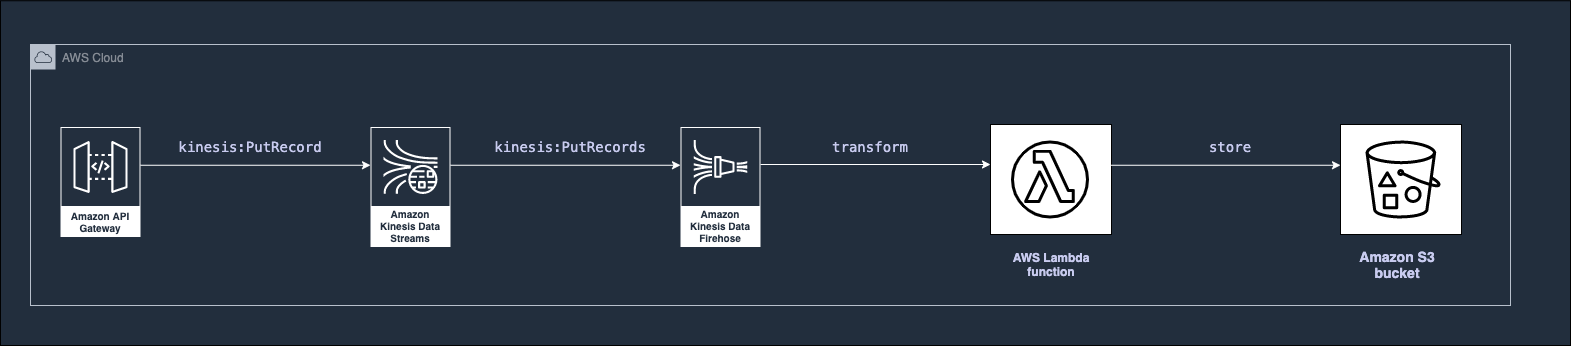 AWS Cloud
kinesis:PutRecord
kinesis:PutRecords
transform
store
Amazon API
Gateway
Amazon
Kinesis Data
Streams
Amazon
Kinesis Data
Firehose
AWS Lambda
function
Amazon S3
bucket